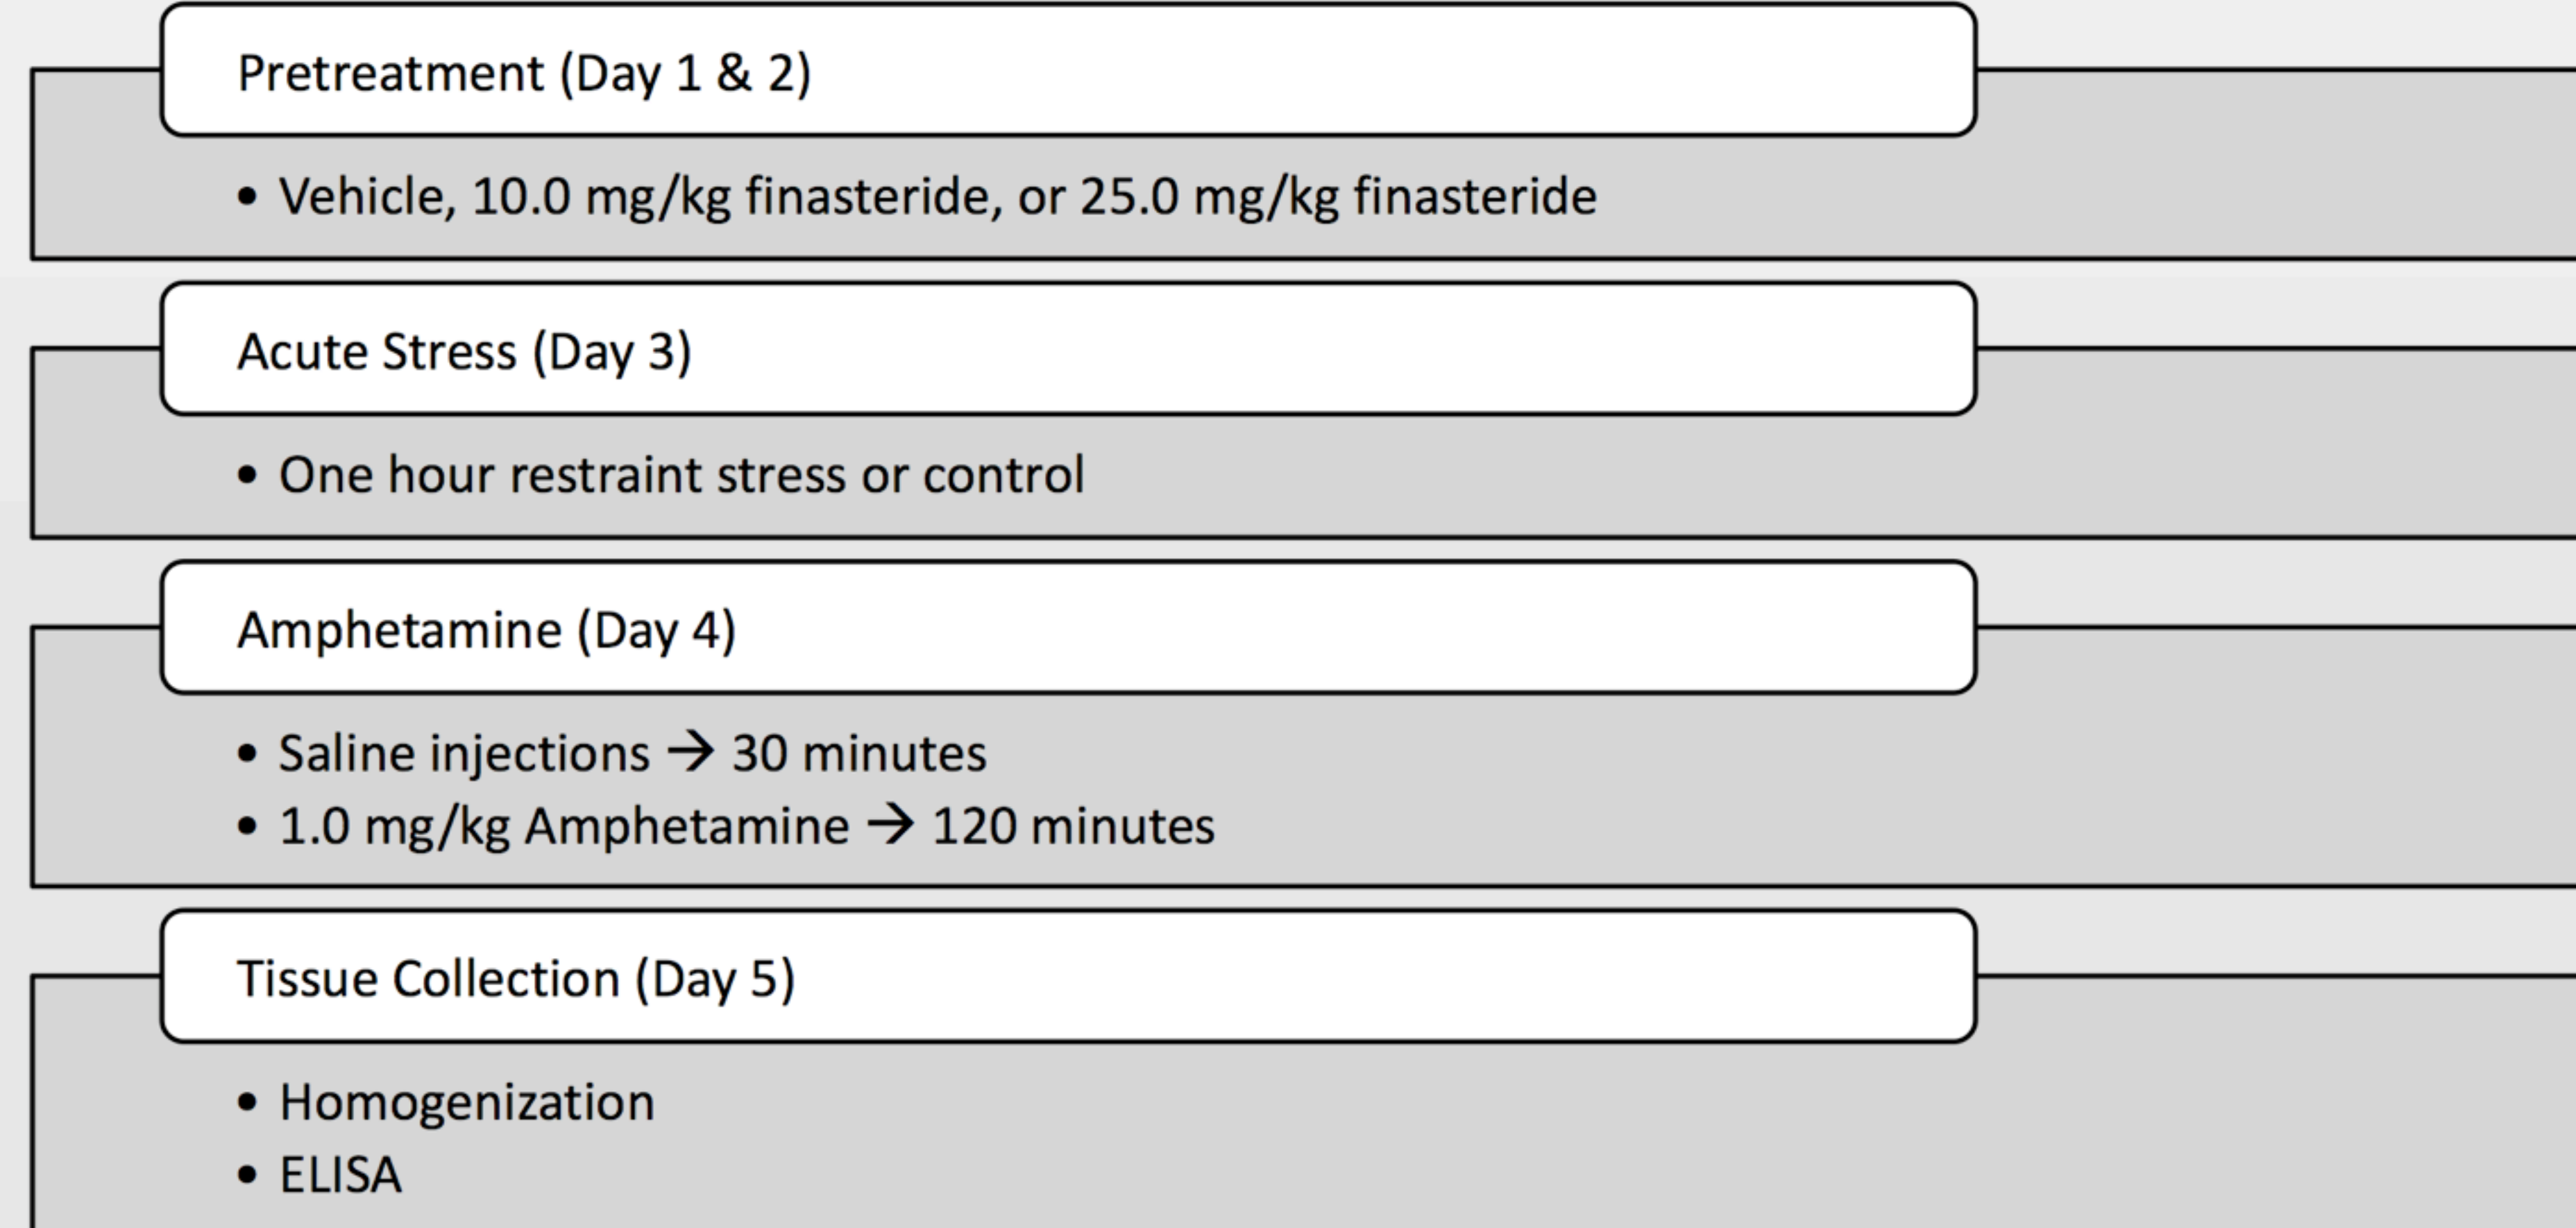 Pretreatment (Day 1 & 2)
• Vehicle, 10.0 mg/kg finasteride, or 25.0 mg/kg finasteride
Acute Stress (Day 3)
• One hour restraint stress or control
Amphetamine (Day 4)
• Saline injections → 30 minutes
• 1.0 mg/kg Amphetamine → 120 minutes
Tissue Collection (Day 5)
• Homogenization
• ELISA